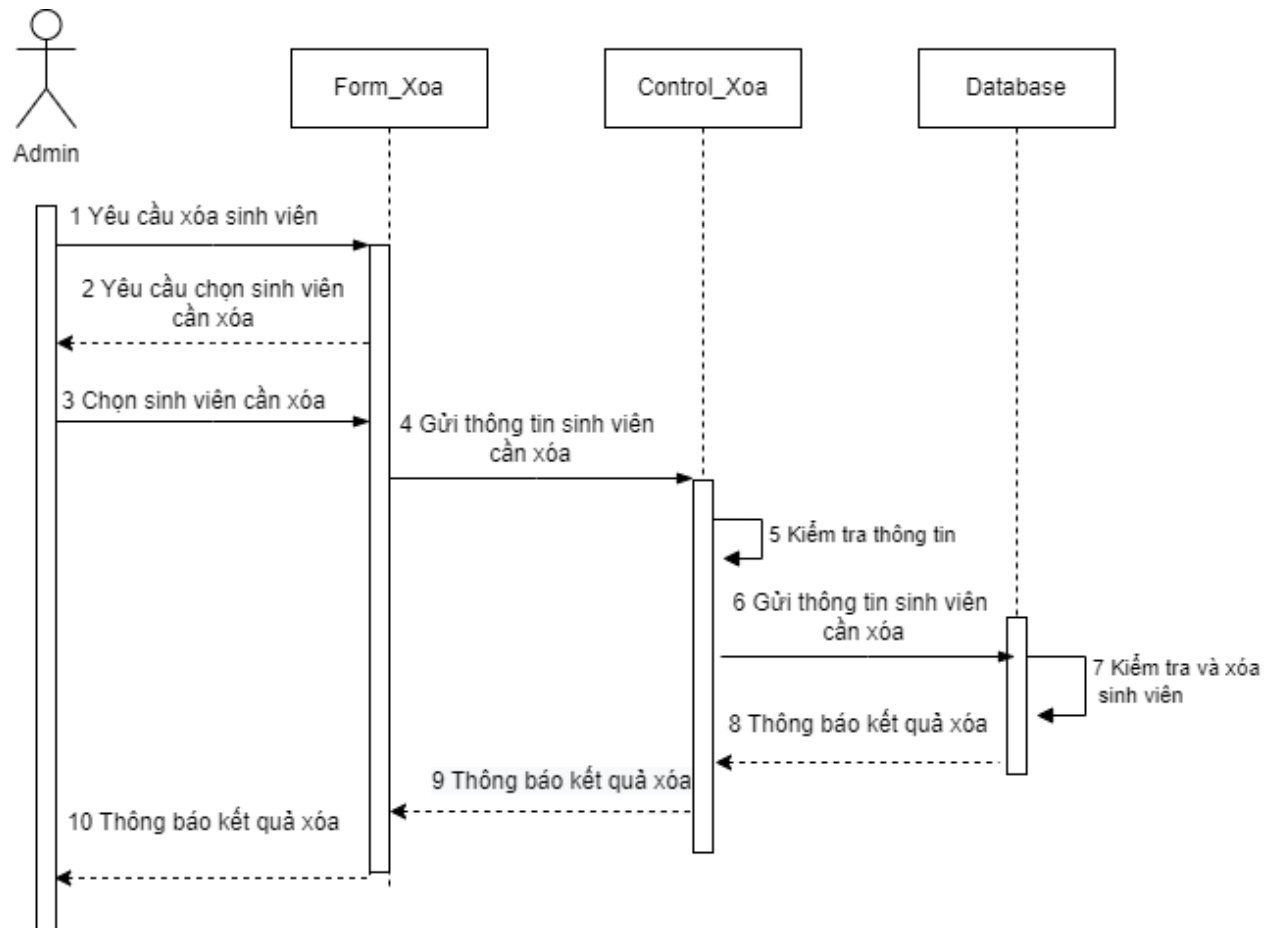 Form_Xoa
Control_Xoa
Database
Admin
1 Yêu cầu xóa sinh viên
2 Yêu cầu chọn sinh viên
cần xóa
3 Chọn sinh viên cần xóa
4 Gửi thông tin sinh viên
cần xóa
5 Kiểm tra thông tin
6 Gửi thông tin sinh viên
cần xóa
7 Kiểm tra và xóa
sinh viên
8 Thông báo kết quả xóa
9 Thông báo kết quả xóa
10 Thông báo kết quả xóa